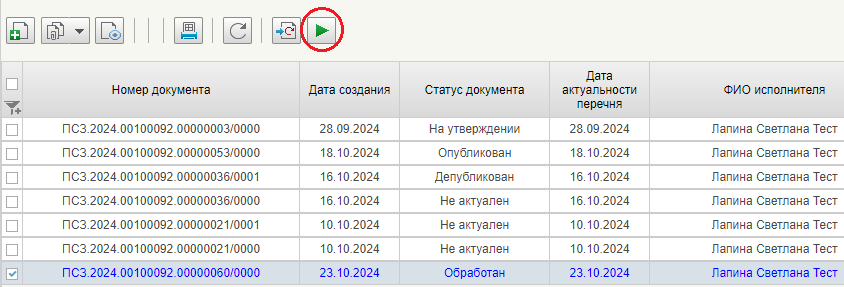 Номер документа Дата создания Статус документа Дата актуальности перечня ФИО исполнителя
ПСЗ.2024.00100092.00000003/0000 28.09.2024 На утверждении 28.09.2024 Лапина Светлана Тест
ПСЗ.2024.00100092.00000053/0000 18.10.2024 Опубликован 18.10.2024 Лапина Светлана Тест
ПСЗ.2024.00100092.00000036/0001 16.10.2024 Депубликован 16.10.2024 Лапина Светлана Тест
ПСЗ.2024.00100092.00000036/0000 16.10.2024 Не актуален 16.10.2024 Лапина Светлана Тест
ПСЗ.2024.00100092.00000021/0001 10.10.2024 Не актуален 10.10.2024 Лапина Светлана Тест
ПСЗ.2024.00100092.00000021/0000 10.10.2024 Не актуален 10.10.2024 Лапина Светлана Тест
ПСЗ.2024.00100092.00000060/0000 23.10.2024 Обработан 23.10.2024 Лапина Светлана Тест